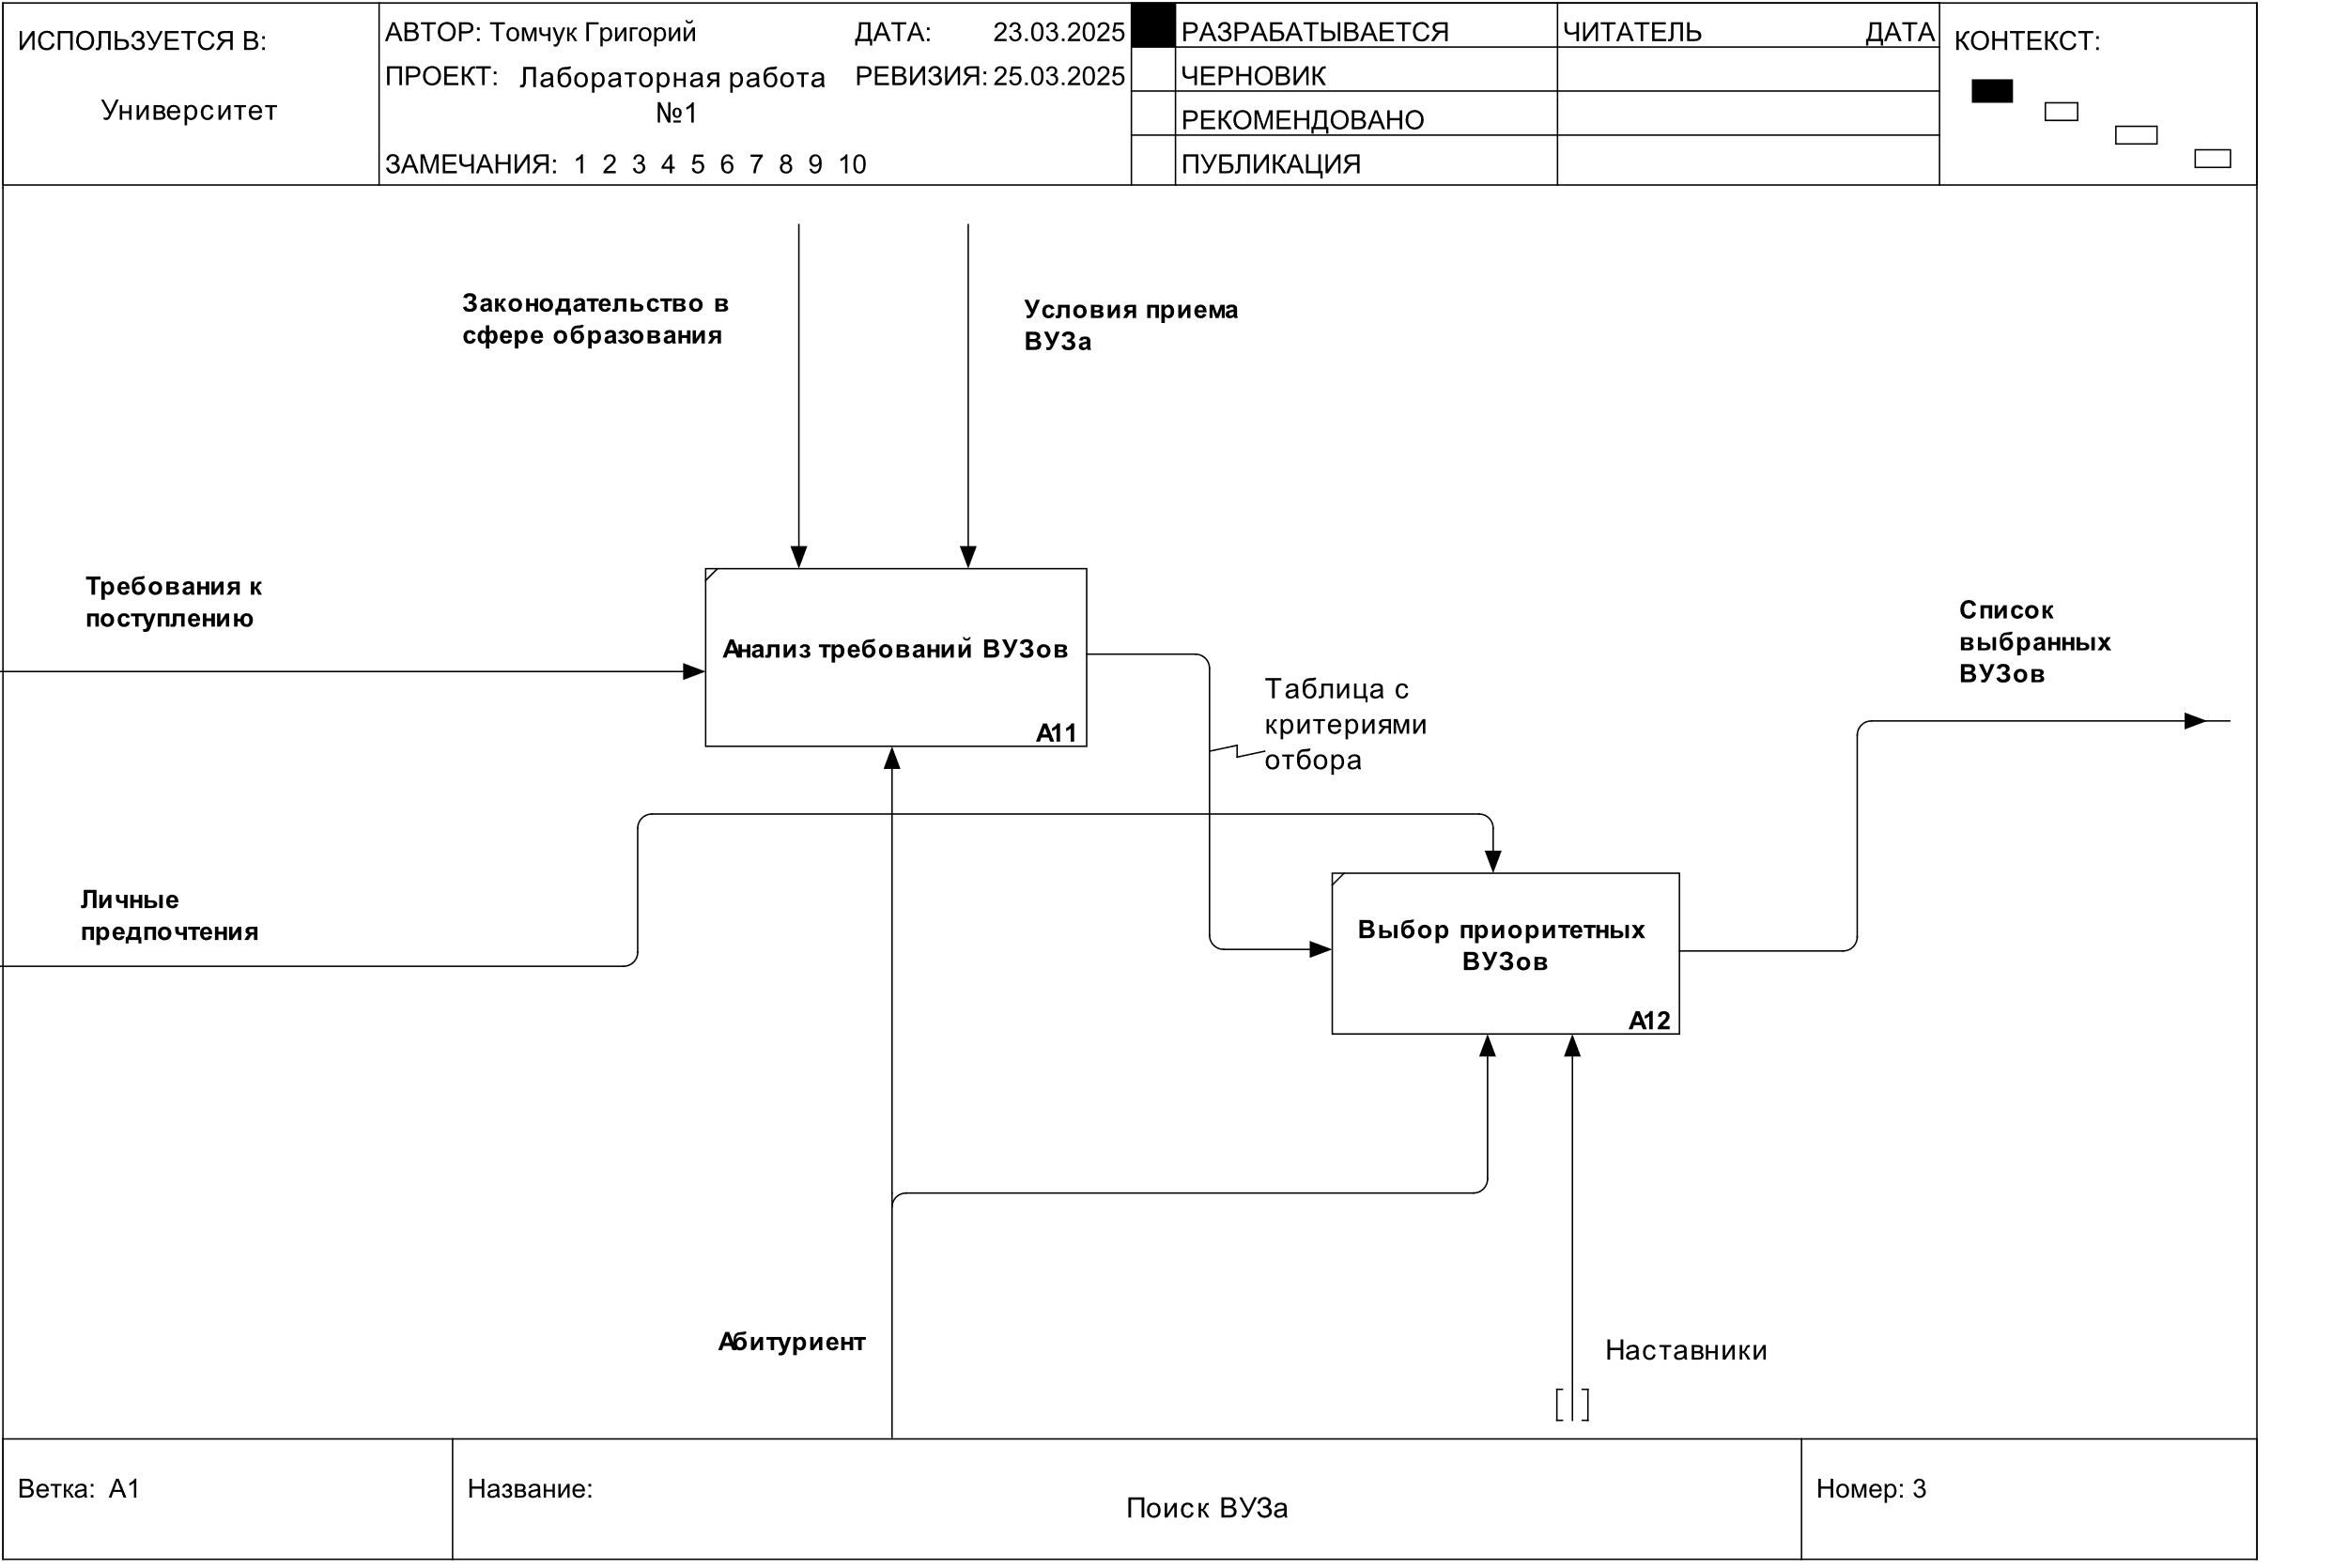 ИСПОЛЬЗУЕТСЯ В:
Университет
АВТОР: Томчук Григорий
ДАТА: 23.03.2025
ПРОЕКТ: Лабораторная работа
№1
РЕВИЗИЯ: 25.03.2025
ЗАМЕЧАНИЯ: 1 2 3 4 5 6 7 8 9 10
РАЗРАБАТЫВАЕТСЯ
ЧЕРНОВИК
РЕКОМЕНДОВАНО
ПУБЛИКАЦИЯ
ЧИТАТЕЛЬ ДАТА
КОНТЕКСТ:
Законодательство в
сфере образования
Условия приема
ВУЗа
Требования к
поступлению
Анализ требований ВУЗов
A11
Таблица с
критериями
отбора
Список
выбранных
ВУЗов
Личные
предпочтения
Выбор приоритетных
ВУЗов
A12
Абитуриент
Наставники
Ветка: A1
Название:
Поиск ВУЗа
Номер: 3